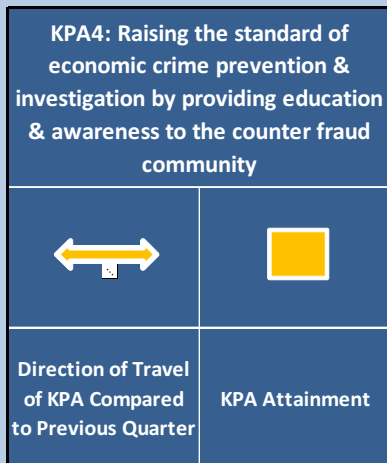 KPA4: Raising the standard of
economic crime prevention &
investigation by providing education
& awareness to the counter fraud
community
Direction of Travel
of KPA Compared
to Previous Quarter
KPA Attainment